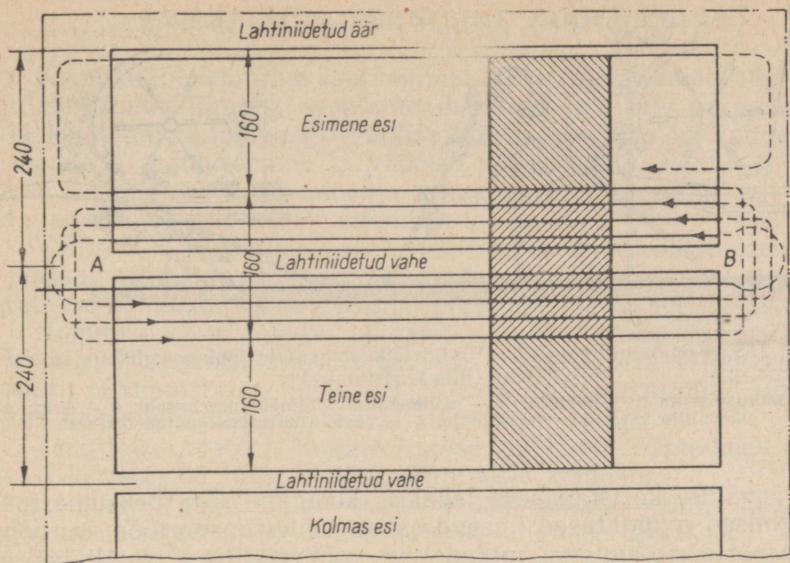 Lahtiniidetud äär
240
160
Esimene esi
A
160
Lahtiniidetud vahe
B
240
160
Teine esi
Lahtiniidetud vahe
Kolmas esi